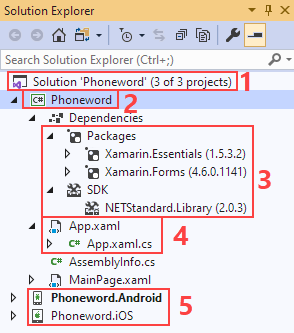 Solution Explorer
Search Solution Explorer (Ctrl+;)
Solution 'Phoneword' (3 of 3 projects) 1
C# Phoneword 2
Dependencies
Packages
Xamarin.Essentials (1.5.3.2)
Xamarin.Forms (4.6.0.1141)
3
SDK
NETStandard.Library (2.0.3)
App.xaml
4
C# App.xaml.cs
C# AssemblyInfo.cs
MainPage.xaml
Phoneword.Android
5
Phoneword.iOS